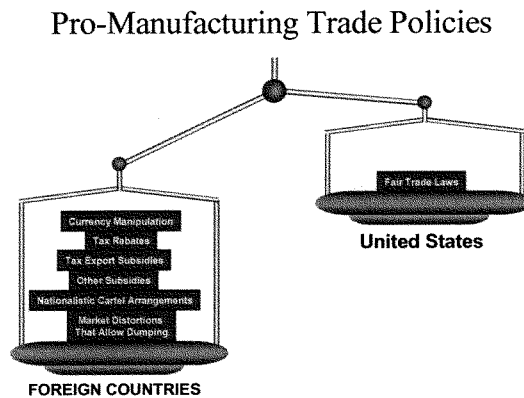 Pro-Manufacturing Trade Policies
Fair Trade Laws
United States
Currency Manipulation
Tax Rebates
Tax Export Subsidies
Other Subsidies
Nationalistic Cartel Arrangements
Market Distortions
That Allow Dumping
FOREIGN COUNTRIES